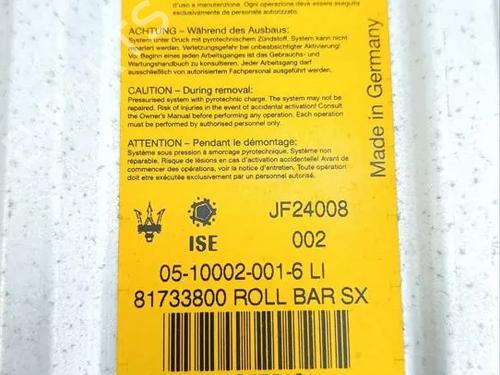 d'uso a manutenzione. Ogni operazione deve essere
esclusivamente da personale autorizzato.
ACHTUNG – Während des Ausbaus:
System unter Druck mit pyrotechnischem Zündstoff. System kann nicht
repariert werden. Verletzungsgefahr bei unbeabsichtigter Aktivierung!
Vor Beginn eines jeden Arbeitsganges ist das Gebrauchs- und
Wartungshandbuch zu konsultieren. Jeder Arbeitsgang darf
ausschließlich von autorisiertem Fachpersonal ausgeführt werden.
CAUTION – During removal:
Pressurised system with pyrotechnic charge. The system may not be
repaired. Risk of injuries in the event of accidental activation! Consult
the Owner's Manual before performing any operation. Each operation
must be performed by authorised personnel only.
ATTENTION – Pendant le démontage:
Système sous pression à amorcage pyrotechnique. Système non
réparable. Risque de lésions en cas d'activation accidentelle! Avant de
commencer des opérations, voir la notice d'entretien. Toute opération
doit être exécutée exclusivement par un personnel autorisé.
Made in Germany
ISE
JF24008
002
05-10002-001-6 LI
81733800 ROLL BAR SX